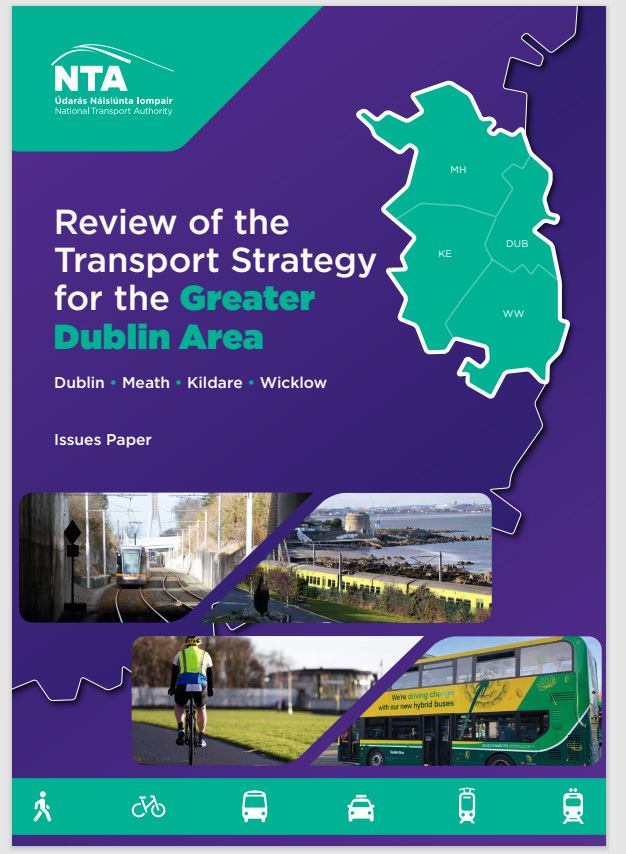 NTA
Údarás Náisiúnta Iompair
National Transport Authority
MH
DUB
KE
WW
Review of the
Transport Strategy
for the Greater
Dublin Area
Dublin • Meath • Kildare • Wicklow
Issues Paper
We're driving change
with our new hybrid buses